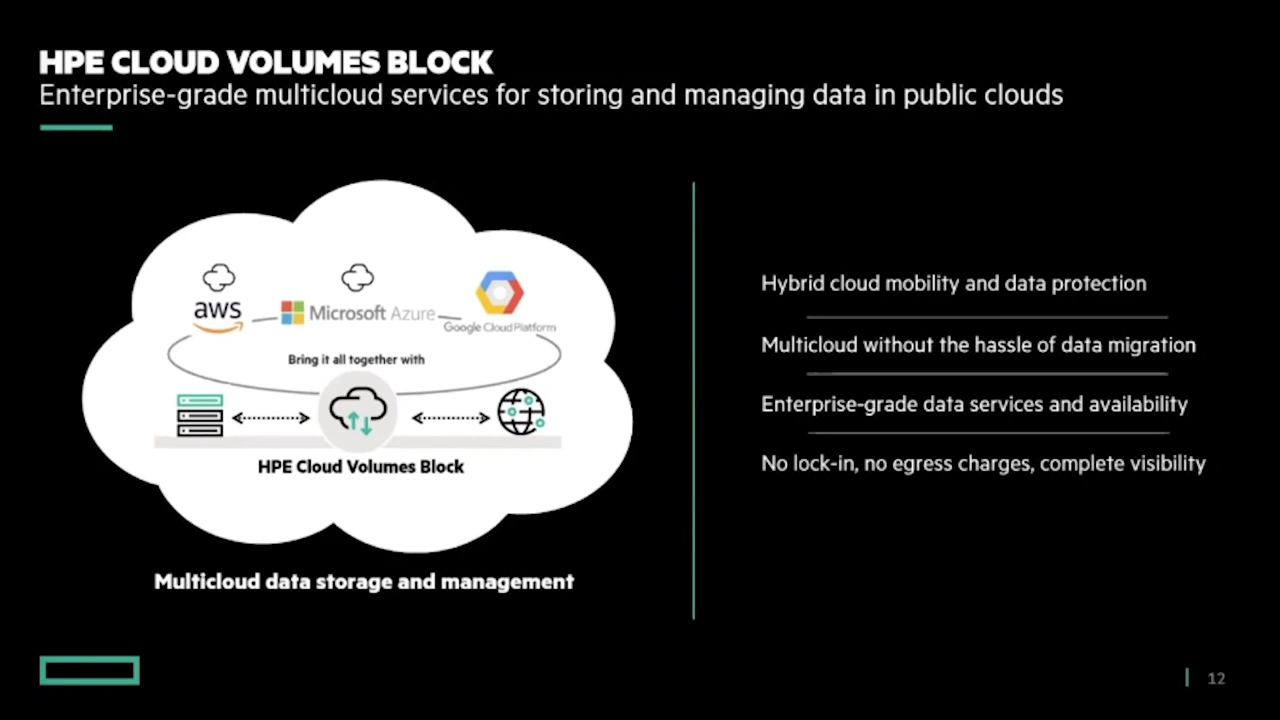 HPE CLOUD VOLUMES BLOCK
Enterprise-grade multicloud services for storing and managing data in public clouds
aws
Microsoft Azure
Google Cloud Platform
Bring it all together with
HPE Cloud Volumes Block
Multicloud data storage and management
Hybrid cloud mobility and data protection
Multicloud without the hassle of data migration
Enterprise-grade data services and availability
No lock-in, no egress charges, complete visibility
12